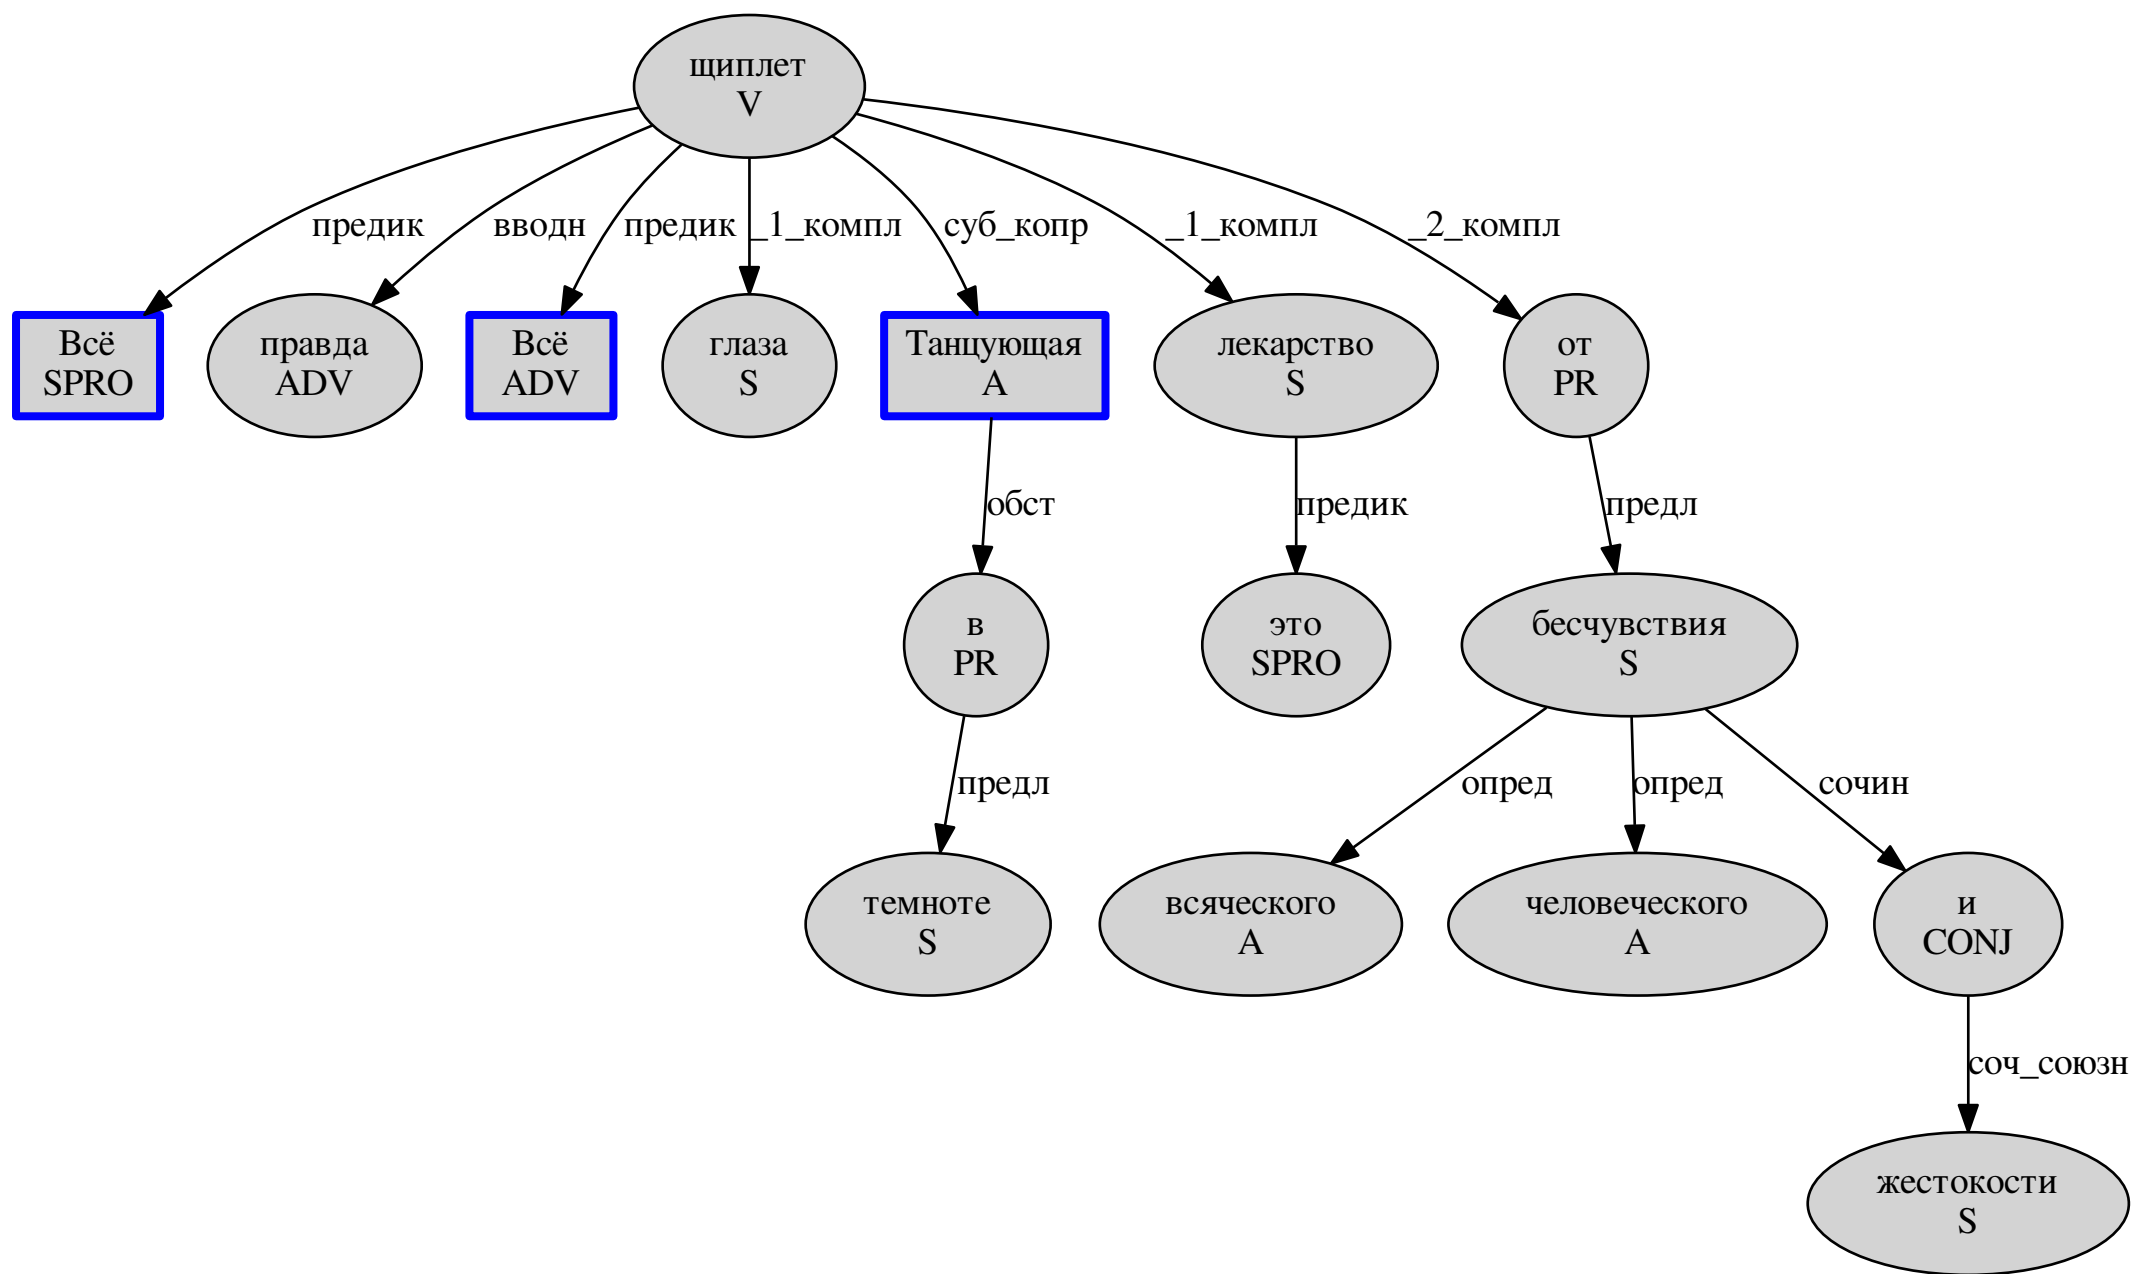 щиплет
V
предик
вводн
предик
_1_компл
суб_копр
_1_компл
_2_компл
Всё
SPRO
правда
ADV
Всё
ADV
глаза
S
Танцующая
A
лекарство
S
от
PR
обст
предик
предл
в
PR
это
SPRO
бесчувствия
S
предл
опред
опред
сочин
темноте
S
всяческого
A
человеческого
A
и
CONJ
соч_союзн
жестокости
S